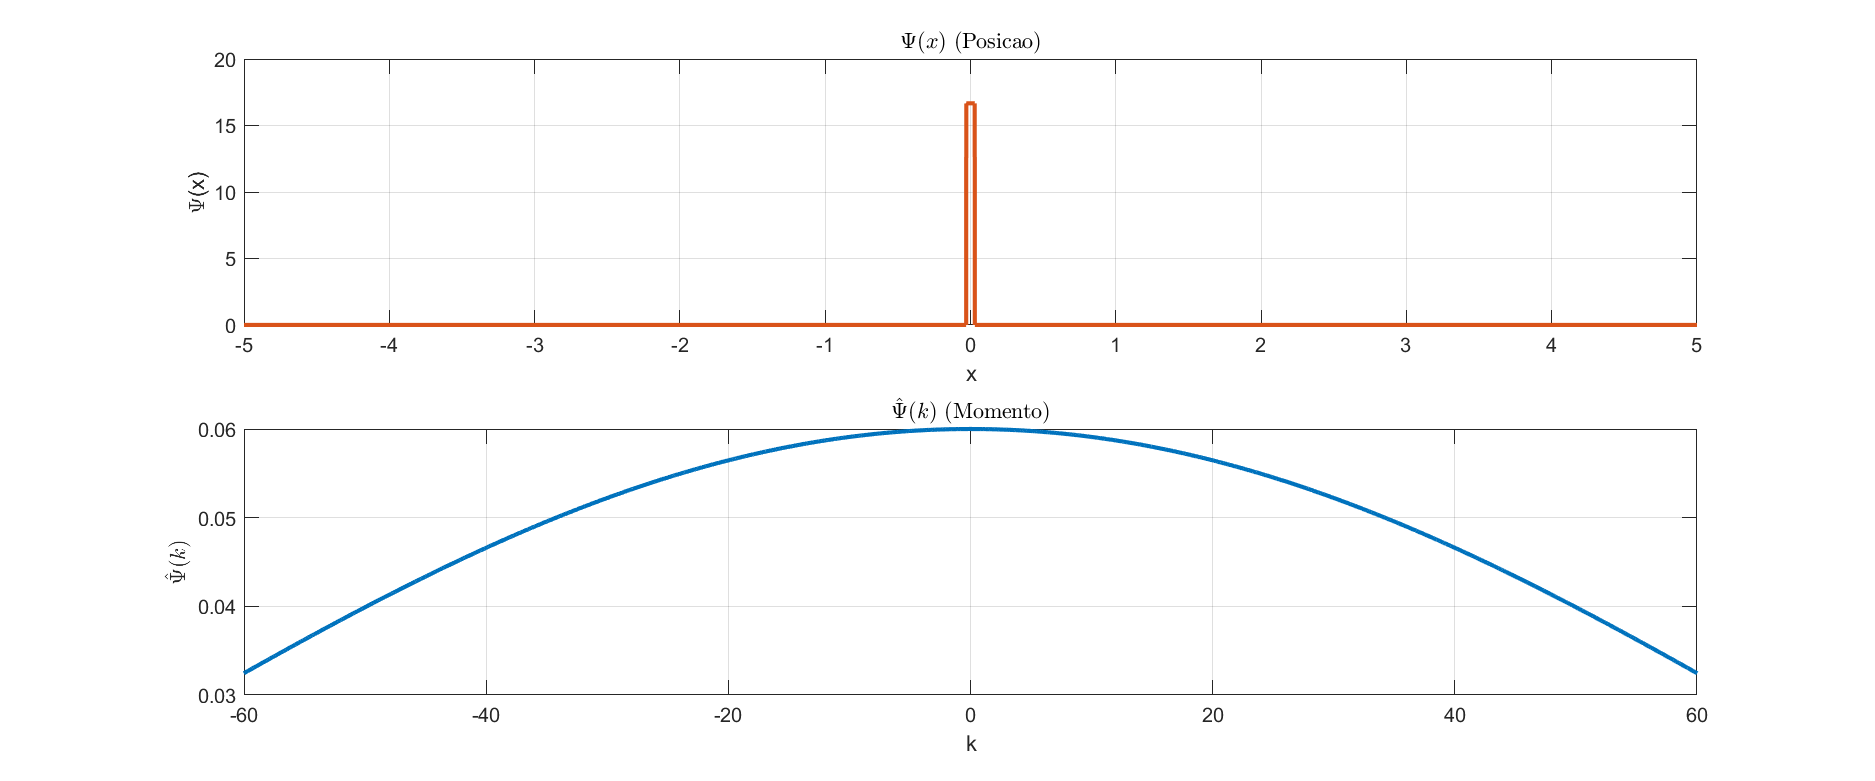 Ψ(x) (Posicao)
20
15
10
5
0
Ψ(x)
-5 -4 -3 -2 -1 0 1 2 3 4 5
x
Ψ̂(k) (Momento)
0.06
0.05
0.04
0.03
Ψ̂(k)
-60 -40 -20 0 20 40 60
k